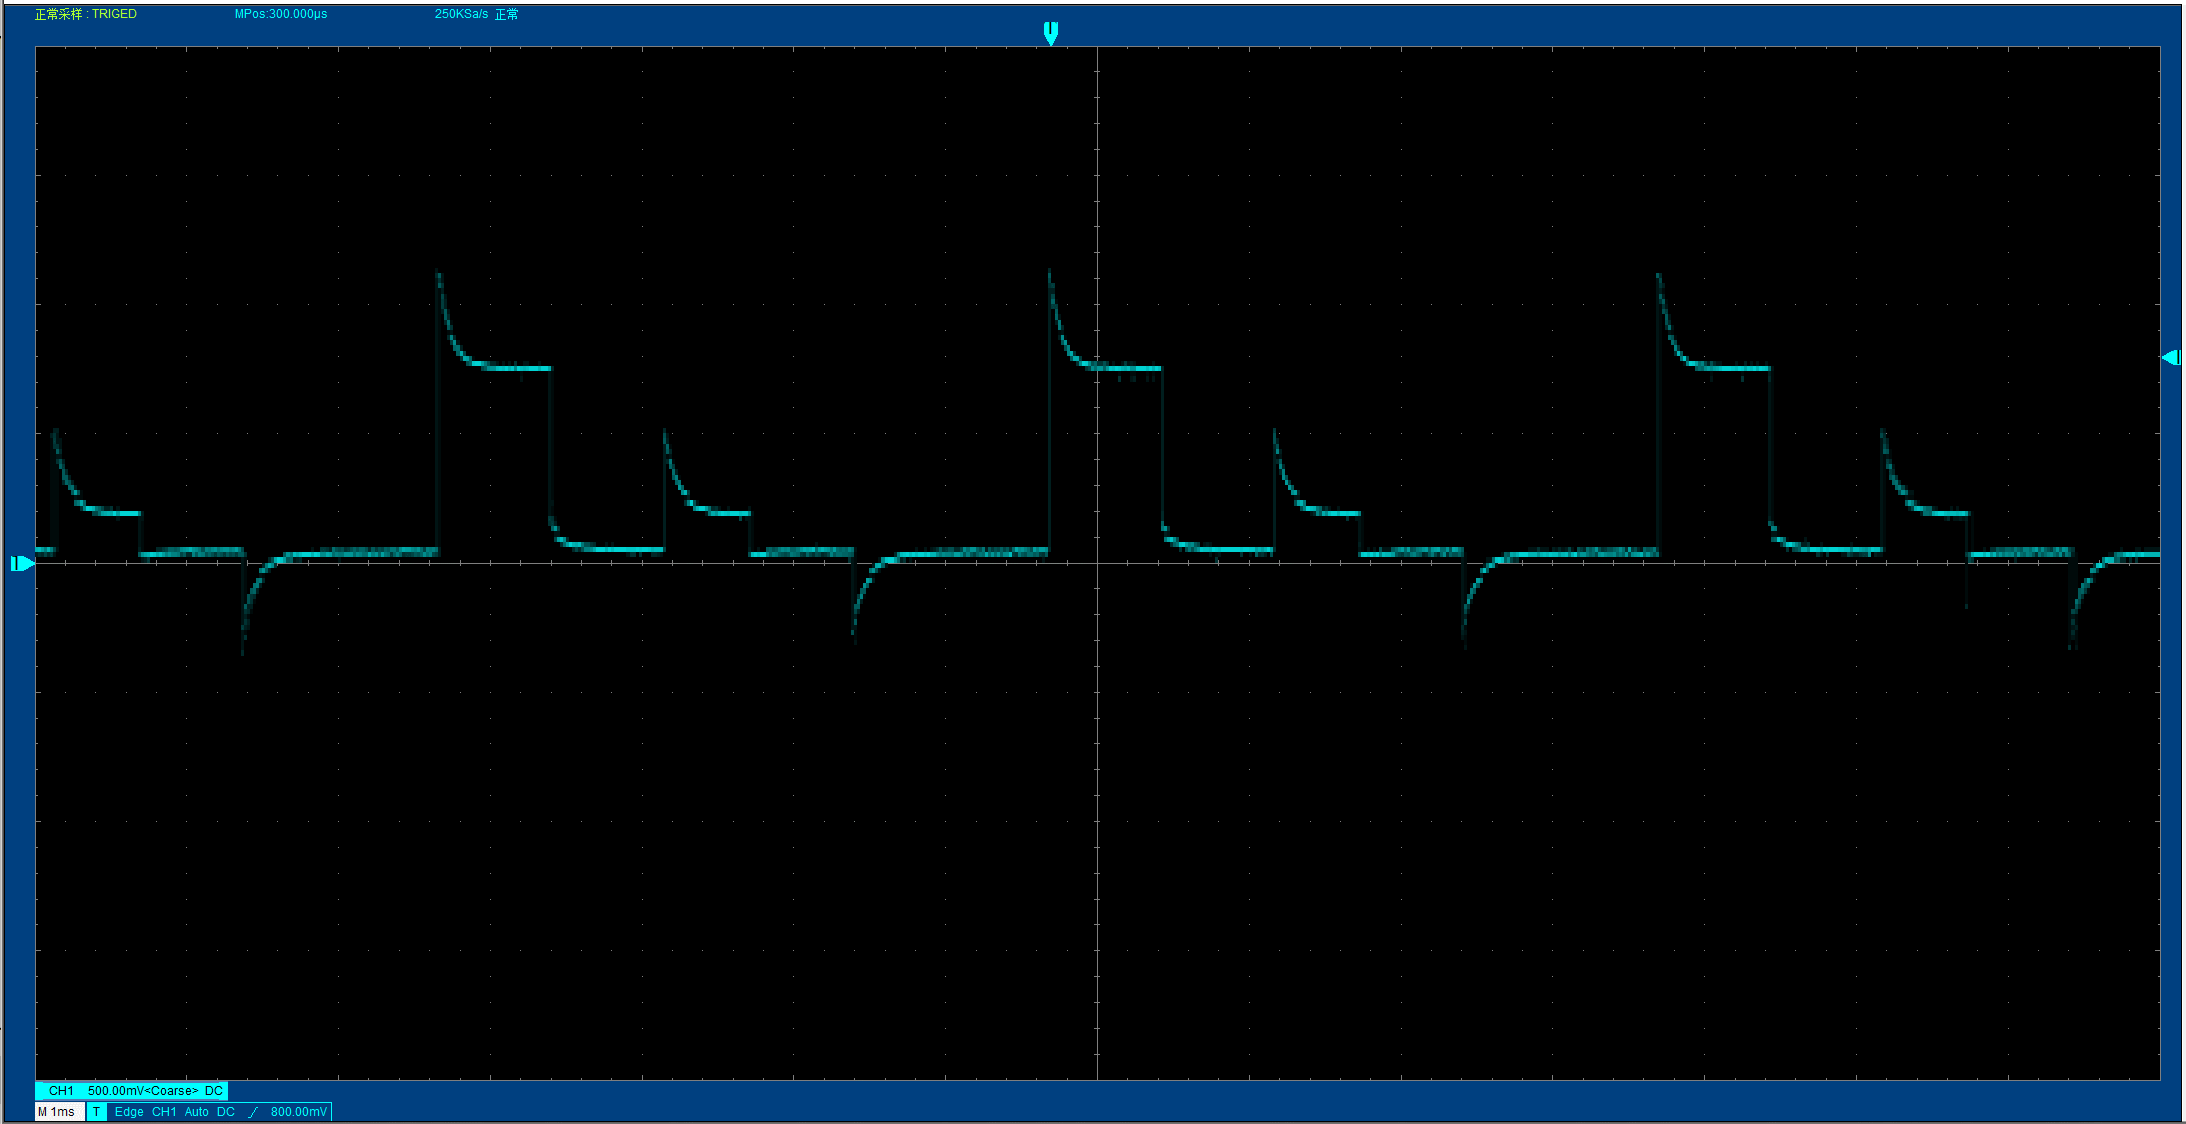 正常采样 : TRIGED MPos:300.000μs 250KSa/s 正常
CH1 500.00mV<Coarse> DC
M 1ms T Edge CH1 Auto DC 800.00mV